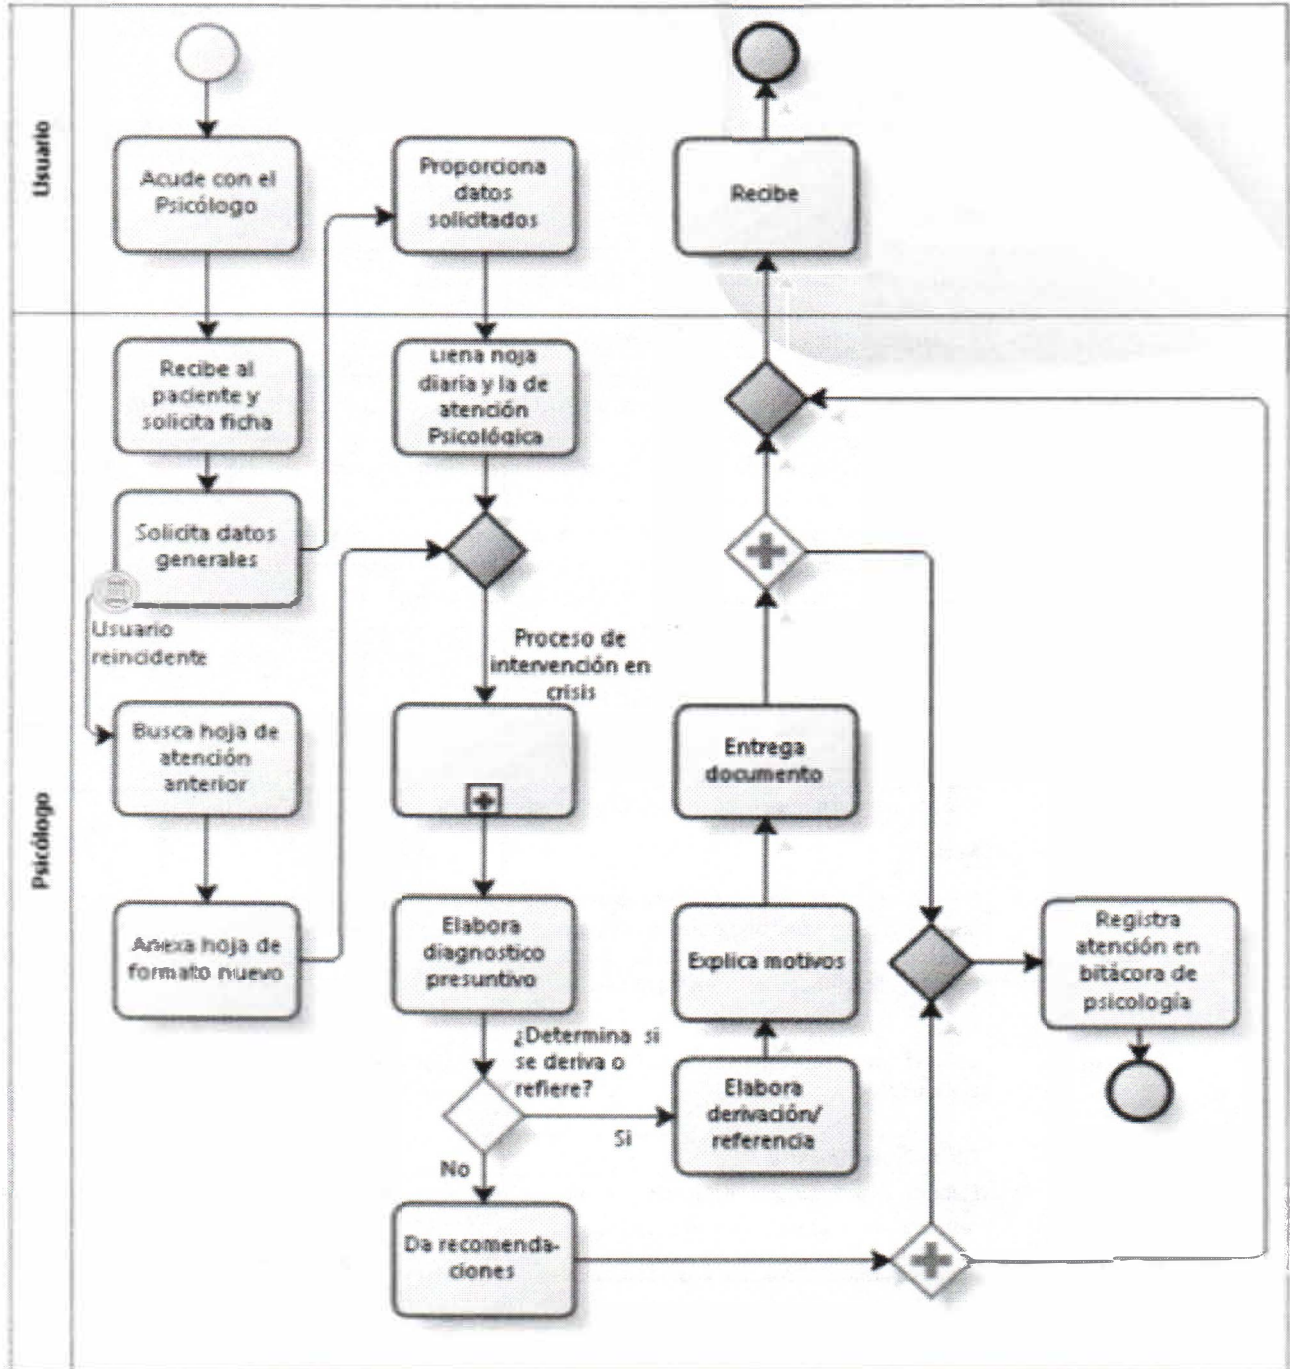 Usuario
Acude con el
Psicólogo
Proporciona
datos
solicitados
Recibe
Psicólogo
Recibe al
paciente y
solicita ficha
Llena hoja
diaría y la de
atención
Psicológica
Solicita datos
generales
Usuario
reincidente
Proceso de
intervención en
crisis
Busca hoja de
atención
anterior
Entrega
documento
Anexa hoja de
formato nuevo
Elabora
diagnostico
presuntivo
Explica motivos
Registra
atención en
bitácora de
psicología
¿Determina si
se deriva o
refiere?
Si
No
Elabora
derivación/
referencia
Da recomenda-
ciones